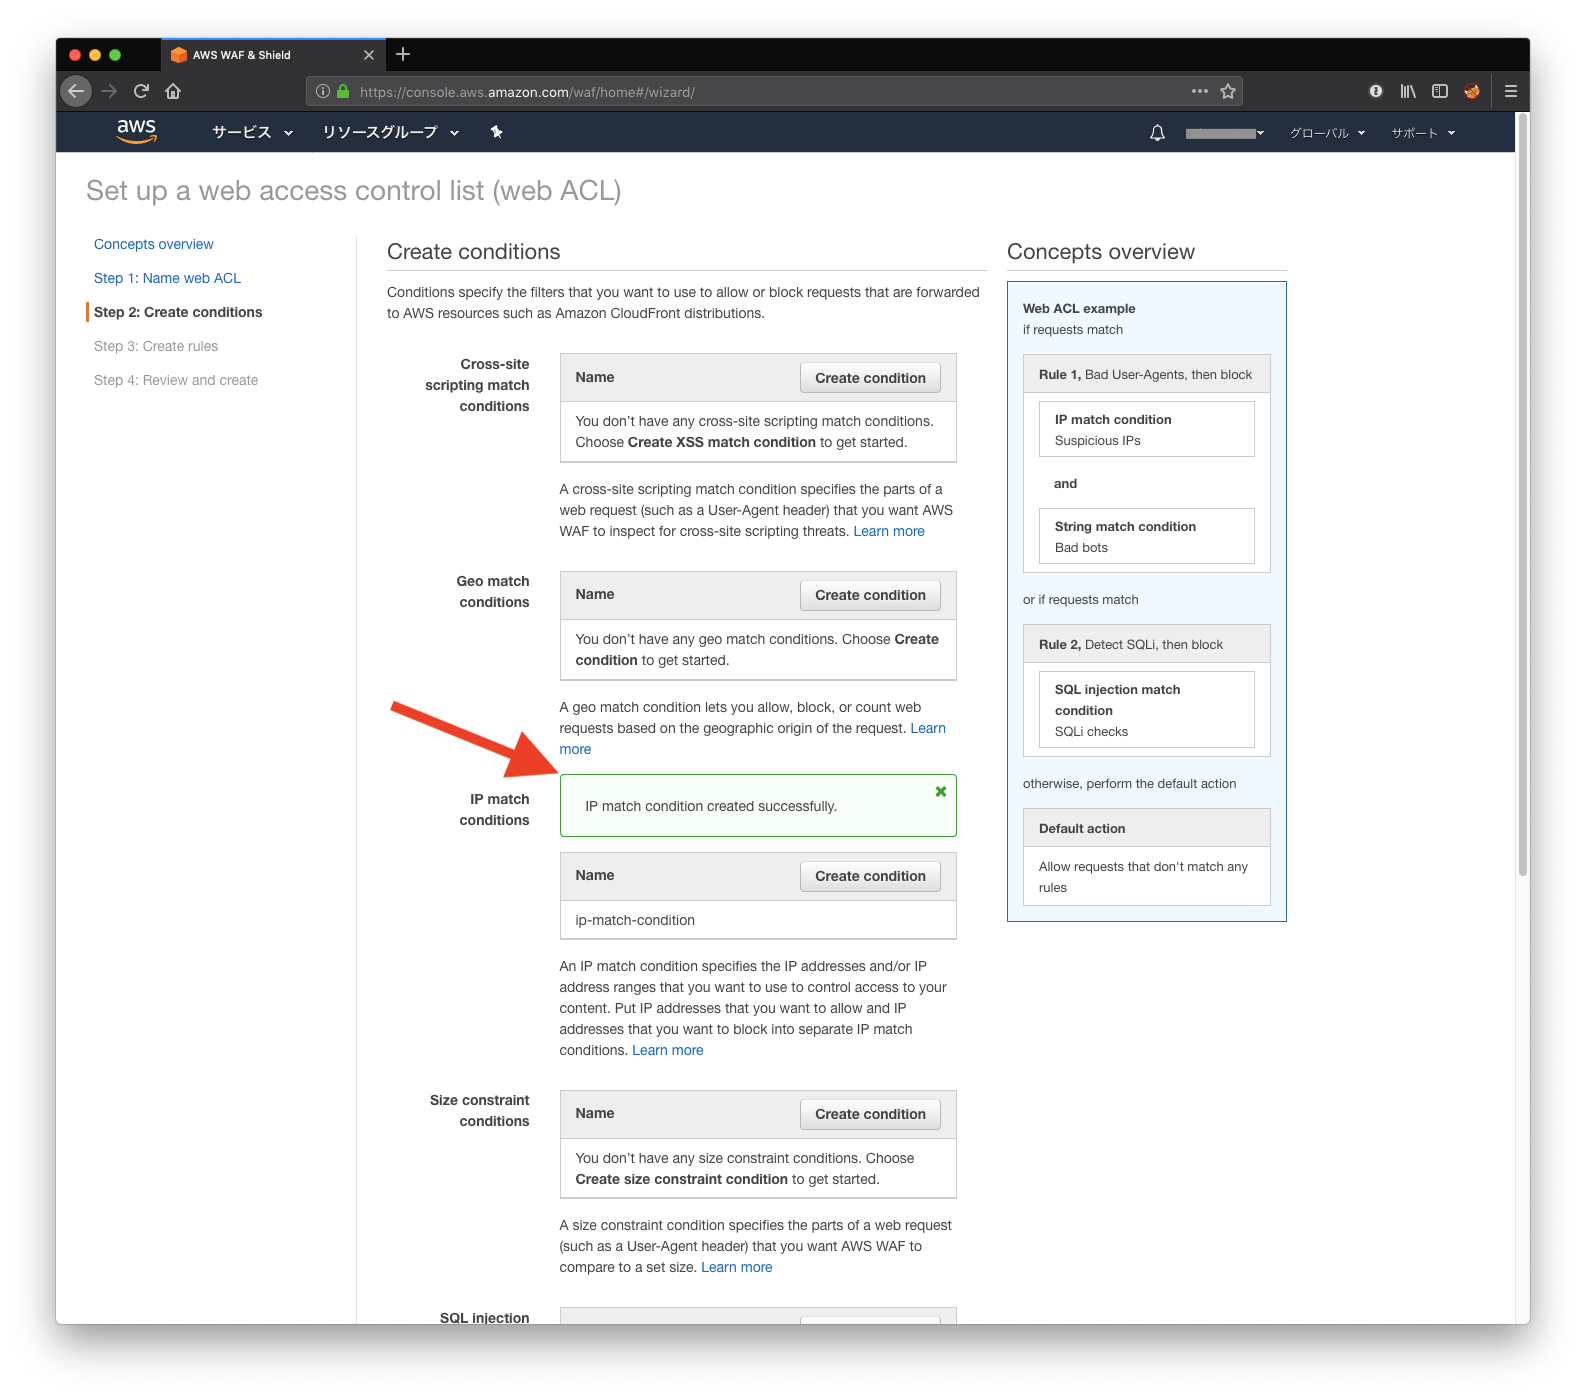 AWS WAF & Shield
https://console.aws.amazon.com/waf/home#/wizard/
aws サービス リソースグループ グローバル サポート
Set up a web access control list (web ACL)
Concepts overview
Step 1: Name web ACL
Step 2: Create conditions
Step 3: Create rules
Step 4: Review and create
Create conditions
Conditions specify the filters that you want to use to allow or block requests that are forwarded
to AWS resources such as Amazon CloudFront distributions.
Cross-site
scripting match
conditions
Name Create condition
You don’t have any cross-site scripting match conditions.
Choose Create XSS match condition to get started.
A cross-site scripting match condition specifies the parts of a
web request (such as a User-Agent header) that you want AWS
WAF to inspect for cross-site scripting threats. Learn more
Geo match
conditions
Name Create condition
You don’t have any geo match conditions. Choose Create
condition to get started.
A geo match condition lets you allow, block, or count web
requests based on the geographic origin of the request. Learn
more
IP match
conditions
IP match condition created successfully.
Name Create condition
ip-match-condition
An IP match condition specifies the IP addresses and/or IP
address ranges that you want to use to control access to your
content. Put IP addresses that you want to allow and IP
addresses that you want to block into separate IP match
conditions. Learn more
Size constraint
conditions
Name Create condition
You don’t have any size constraint conditions. Choose
Create size constraint condition to get started.
A size constraint condition specifies the parts of a web request
(such as a User-Agent header) that you want AWS WAF to
compare to a set size. Learn more
SQL injection
Concepts overview
Web ACL example
if requests match
Rule 1, Bad User-Agents, then block
IP match condition
Suspicious IPs
and
String match condition
Bad bots
or if requests match
Rule 2, Detect SQLi, then block
SQL injection match
condition
SQLi checks
otherwise, perform the default action
Default action
Allow requests that don't match any
rules